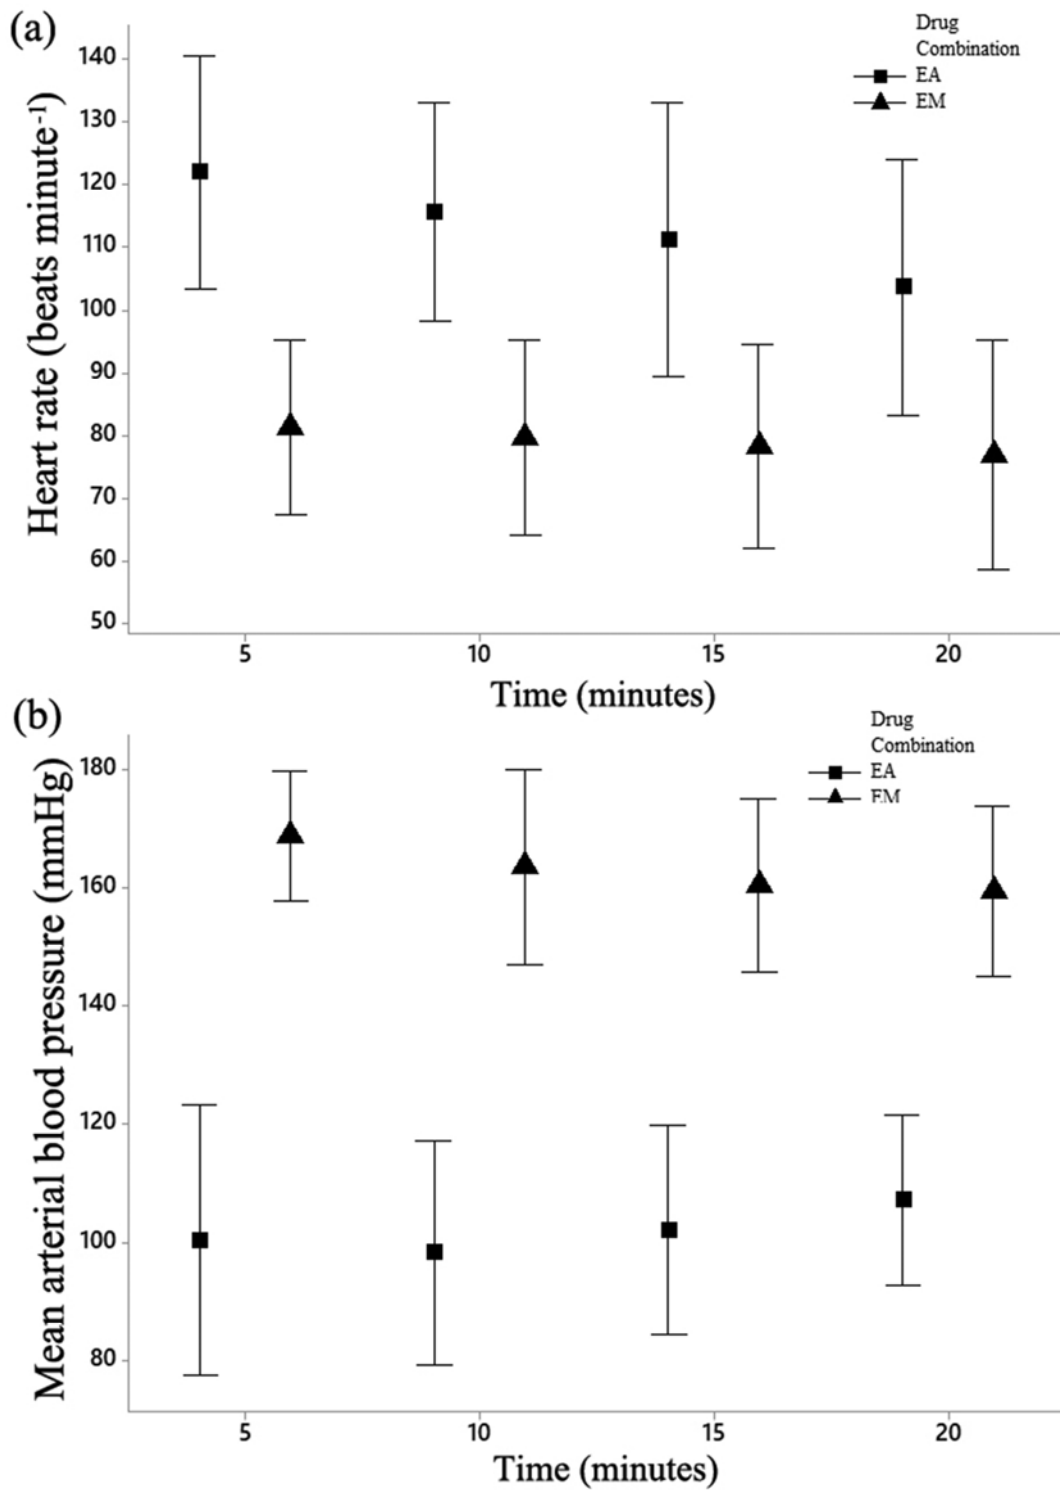 (a)
Drug
Combination
EA
EM
Heart rate (beats minute-1)
140
130
120
110
100
90
80
70
60
50
5 10 15 20
Time (minutes)
(b)
Drug
Combination
EA
EM
Mean arterial blood pressure (mmHg)
180
160
140
120
100
80
5 10 15 20
Time (minutes)